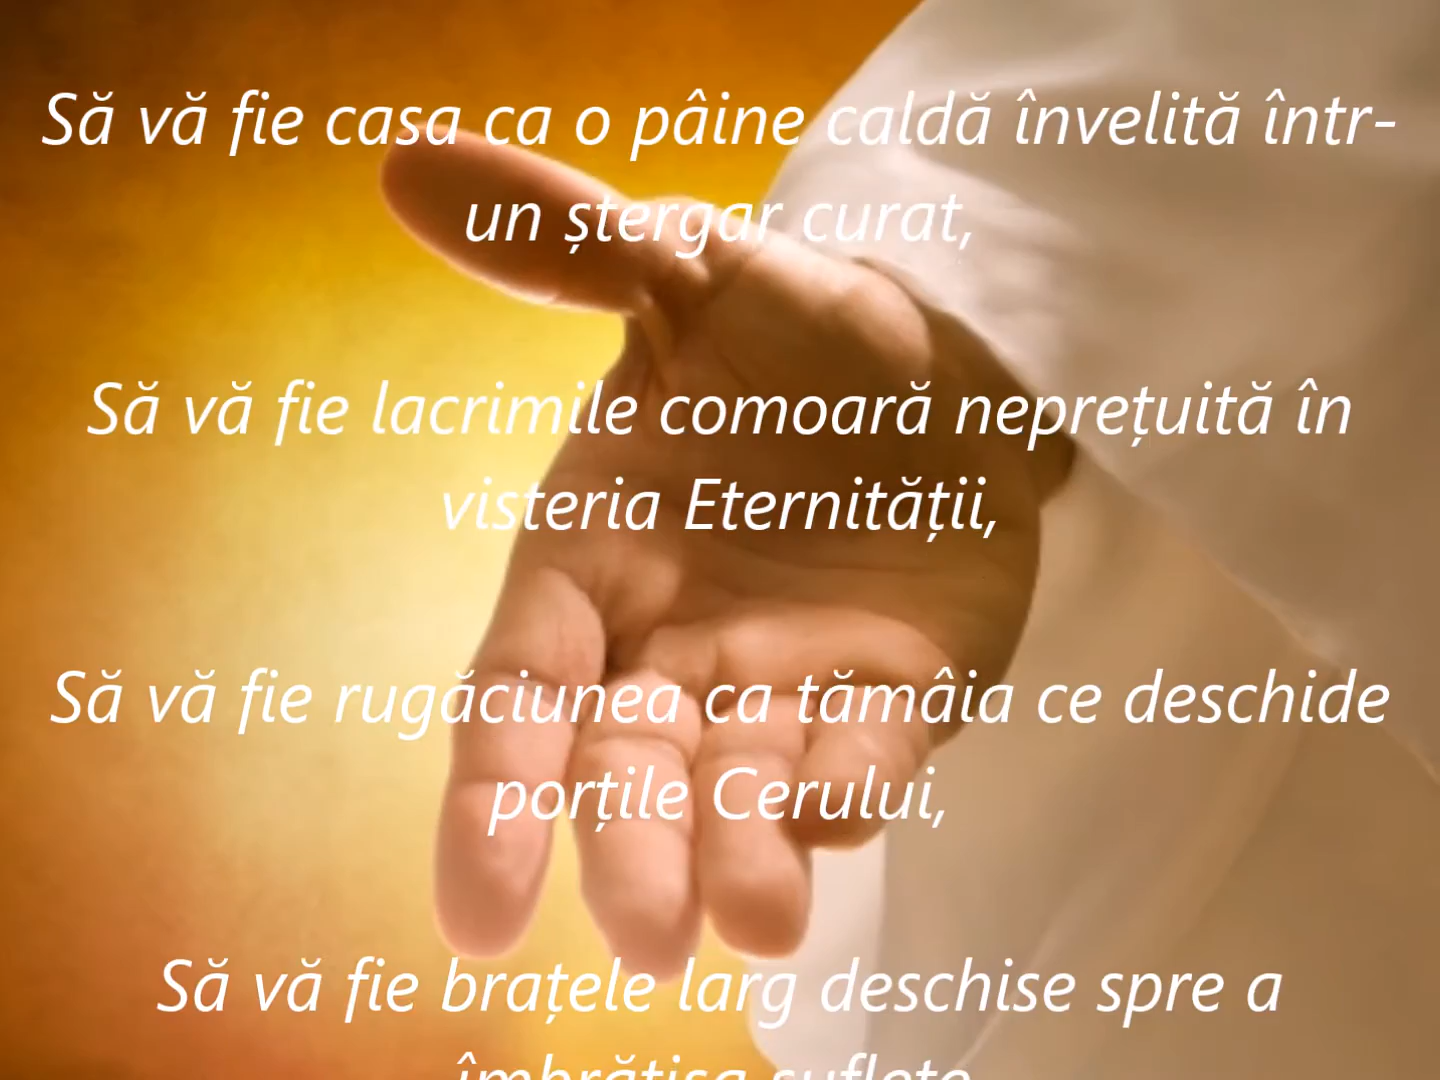 Să vă fie casa ca o pâine caldă învelită într-
un ștergar curat,
Să vă fie lacrimile comoară neprețuită în
visteria Eternității,
Să vă fie rugăciunea ca tămâia ce deschide
porțile Cerului,
Să vă fie brațele larg deschise spre a
îmbrățișa suflete